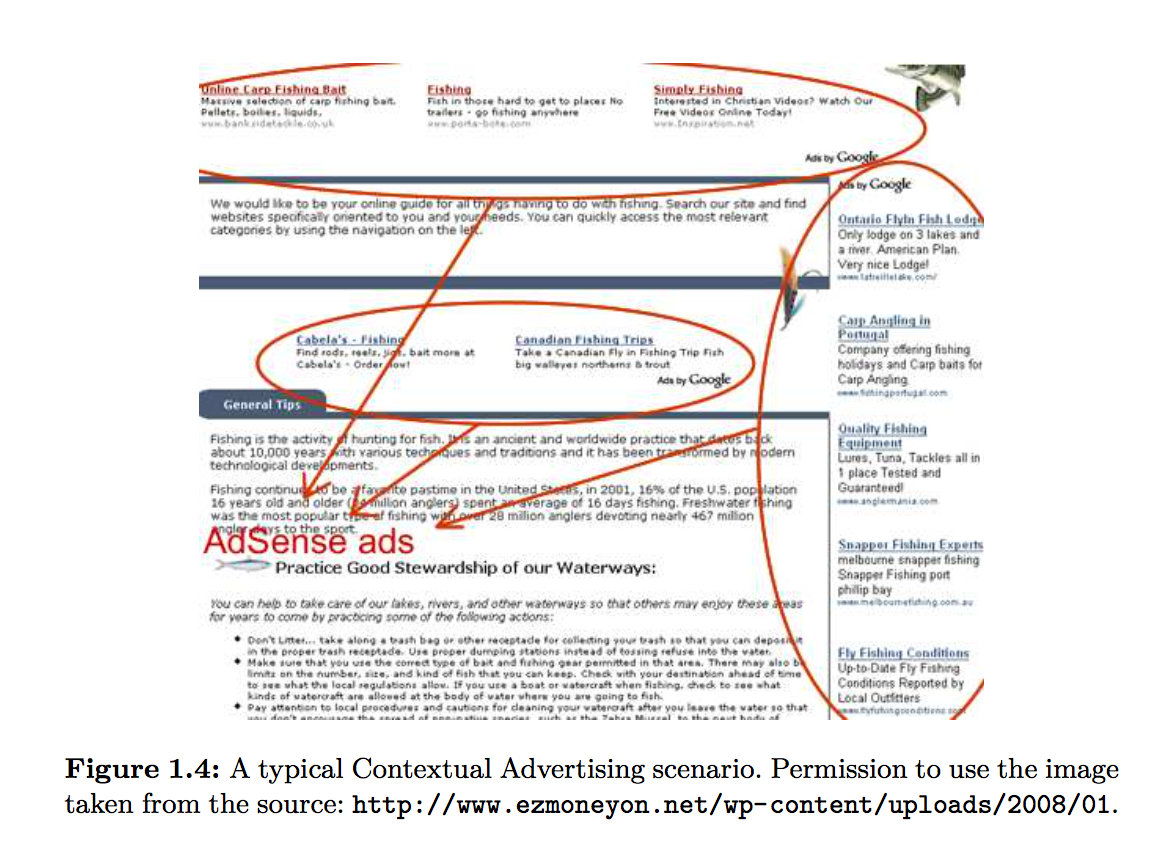 Online Carp Fishing Bait
Massive selection of carp fishing bait.
Pellets, boilies, liquids,
www.banksidetackle.co.uk
Fishing
Fish in those hard to get to places No
trailers - go fishing anywhere
www.porta-bote.com
Simply Fishing
Interested in Christian Videos? Watch Our
Free Videos Online Today!
www.Inspiration.net
Ads by Google
We would like to be your online guide for all things having to do with fishing. Search our site and find
websites specifically oriented to you and your needs. You can quickly access the most relevant
categories by using the navigation on the left.
Cabela's - Fishing
Find rods, reels, jigs, bait more at
Cabela's - Order now!
Canadian Fishing Trips
Take a Canadian Fly in Fishing Trip Fish
big walleyes northerns & trout
Ads by Google
General Tips
Fishing is the activity of hunting for fish. It is an ancient and worldwide practice that dates back
about 10,000 years with various techniques and traditions and it has been transformed by modern
technological developments.
Fishing continues to be a favorite pastime in the United States, in 2001, 16% of the U.S. population
16 years old and older (34 million anglers) spent an average of 16 days fishing. Freshwater fishing
was the most popular type of fishing with over 28 million anglers devoting nearly 467 million
angler days to the sport.
AdSense ads
Practice Good Stewardship of our Waterways:
You can help to take care of our lakes, rivers, and other waterways so that others may enjoy these areas
for years to come by practicing some of the following actions:
Don't Litter... take along a trash bag or other receptacle for collecting your trash so that you can deposit it
in the proper trash receptacle. Use proper dumping stations instead of tossing refuse into the water.
Make sure that you use the correct type of bait and fishing gear permitted in that area. There may also be
limits on the number, size, and kind of fish that you can keep. Check with your destination ahead of time
to see what the local regulations allow. If you use a boat or watercraft when fishing, check to see what
kinds of watercraft are allowed at the body of water where you are going to fish.
Pay attention to local procedures and cautions for cleaning your watercraft after you leave the water so that
you don't encourage the spread of non-native species, such as the Zebra Mussel, to the next body of
Ads by Google
Ontario FlyIn Fish Lodge
Only lodge on 3 lakes and
a river. American Plan.
Very nice Lodge!
Carp Angling in
Portugal
Company offering fishing
holidays and Carp baits for
Carp Angling
www.fishingportugal.com
Quality Fishing
Equipment
Lures, Tuna, Tackles all in
1 place Tested and
Guaranteed!
www.anglermania.com
Snapper Fishing Experts
melbourne snapper fishing
Snapper Fishing port
phillip bay
www.melbournefishing.com.au
Fly Fishing Conditions
Up-to-Date Fly Fishing
Conditions Reported by
Local Outfitters
www.flyfishingconditions.com
Figure 1.4: A typical Contextual Advertising scenario. Permission to use the image
taken from the source: http://www.ezmoneyon.net/wp-content/uploads/2008/01.